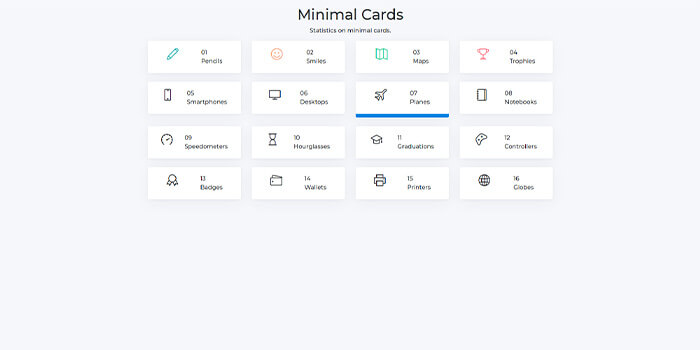 Minimal Cards
Statistics on minimal cards.
01
Pencils
02
Smiles
03
Maps
04
Trophies
05
Smartphones
06
Desktops
07
Planes
08
Notebooks
09
Speedometers
10
Hourglasses
11
Graduations
12
Controllers
13
Badges
14
Wallets
15
Printers
16
Globes